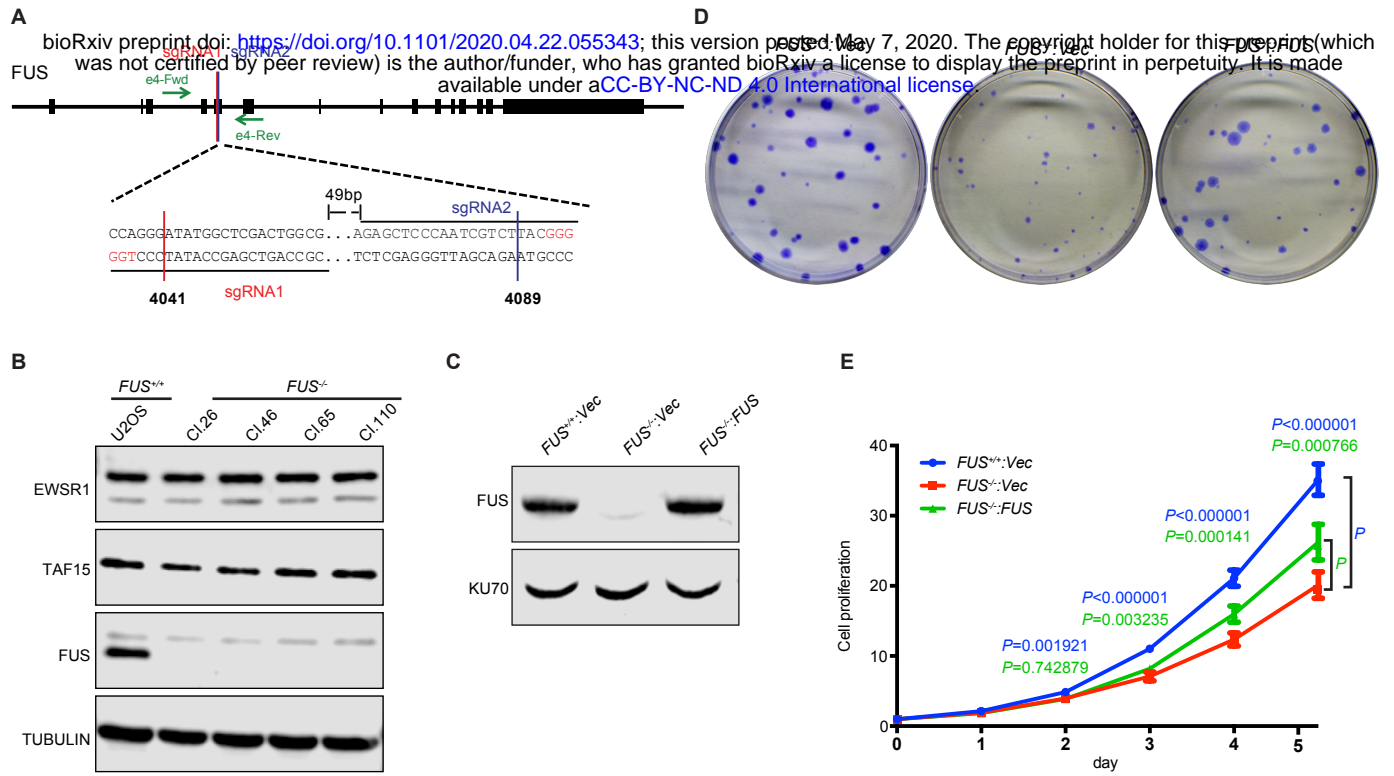 A
D
bioRxiv preprint doi: https://doi.org/10.1101/2020.04.22.055343; this version posted May 7, 2020. The copyright holder for this preprint (which
was not certified by peer review) is the author/funder, who has granted bioRxiv a license to display the preprint in perpetuity. It is made
available under aCC-BY-NC-ND 4.0 International license.
sgRNA1 sgRNA2
FUS
e4-Fwd
e4-Rev
49bp
sgRNA2
CCAGGGATATGGCTCGACTGGCG...AGAGCTCCCAATCGTCTTACGGG
GGTCCCTATACCGAGCTGACCGC...TCTCGAGGGTTAGCAGAATGCCC
sgRNA1
4041
4089
B
FUS+/+
FUS-/-
U2OS
Cl.26
Cl.46
Cl.65
Cl.110
EWSR1
TAF15
FUS
TUBULIN
C
FUS+/+:Vec
FUS-/-:Vec
FUS-/-:FUS
FUS
KU70
E
Cell proliferation
40
30
20
10
0
FUS+/+:Vec
FUS-/-:Vec
FUS-/-:FUS
P=0.001921
P=0.742879
P<0.000001
P=0.003235
P<0.000001
P=0.000141
P<0.000001
P=0.000766
P
P
0 1 2 3 4 5
day